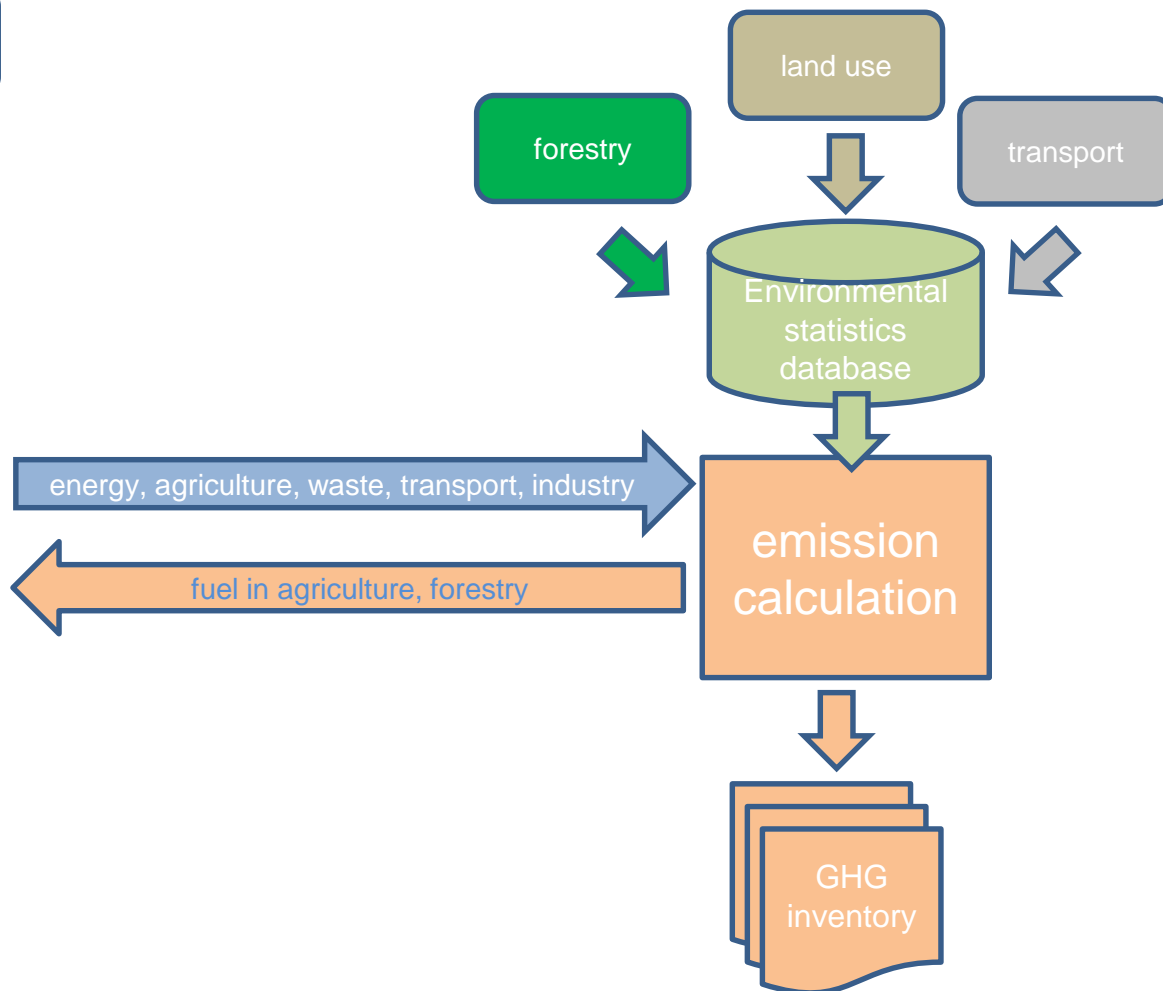 land use
forestry
transport
Environmental
statistics
database
energy, agriculture, waste, transport, industry
emission
calculation
fuel in agriculture, forestry
GHG
inventory